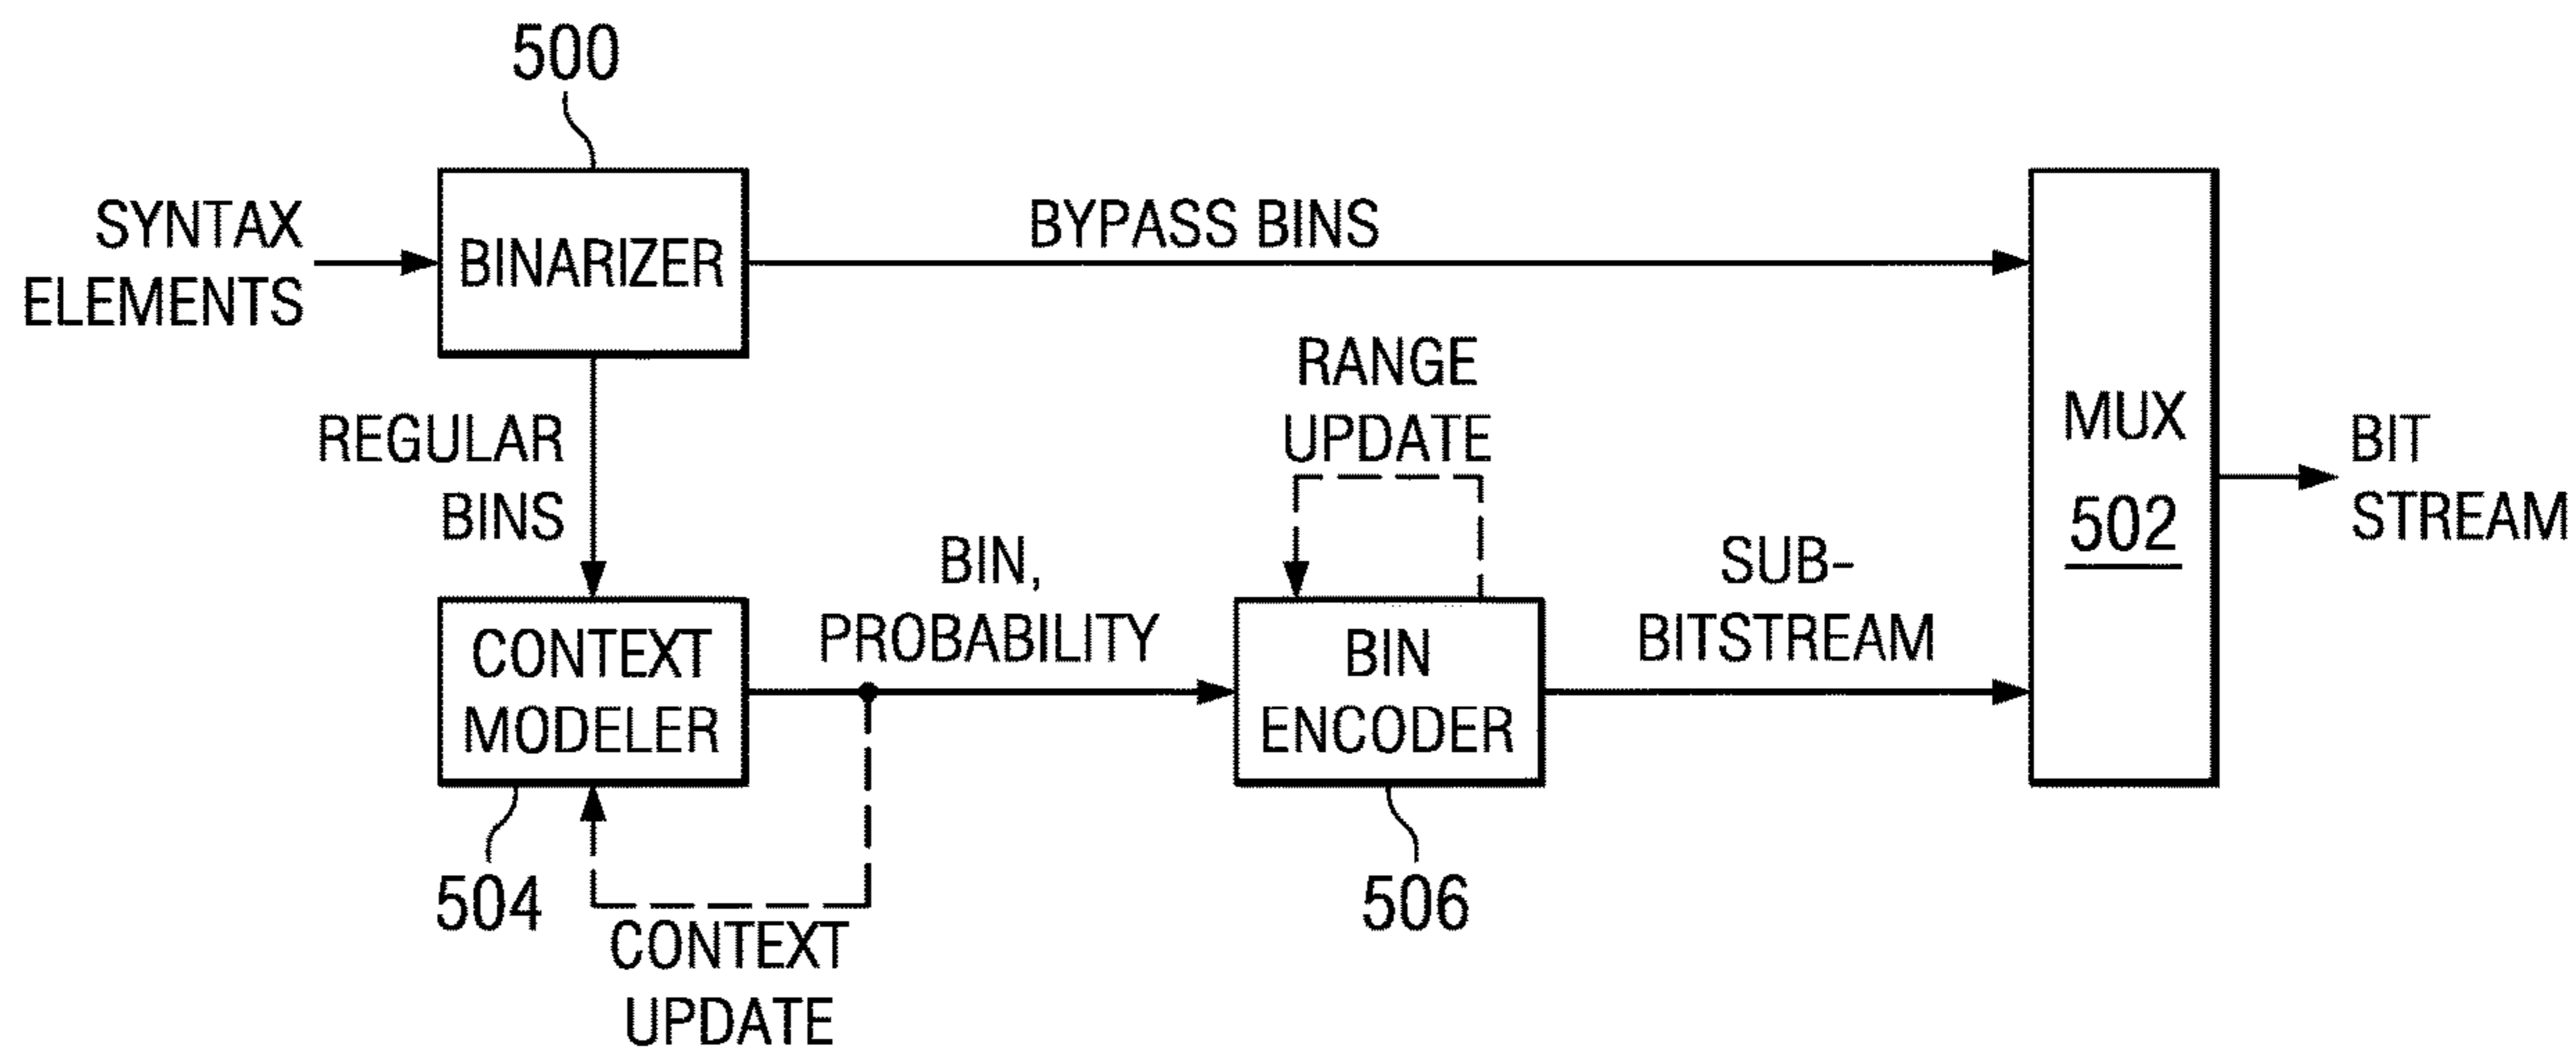 500
SYNTAX
ELEMENTS
BINARIZER
BYPASS BINS
REGULAR
BINS
RANGE
UPDATE
MUX
502
BIT
STREAM
CONTEXT
MODELER
504
BIN,
PROBABILITY
CONTEXT
UPDATE
BIN
ENCODER
506
SUB-
BITSTREAM